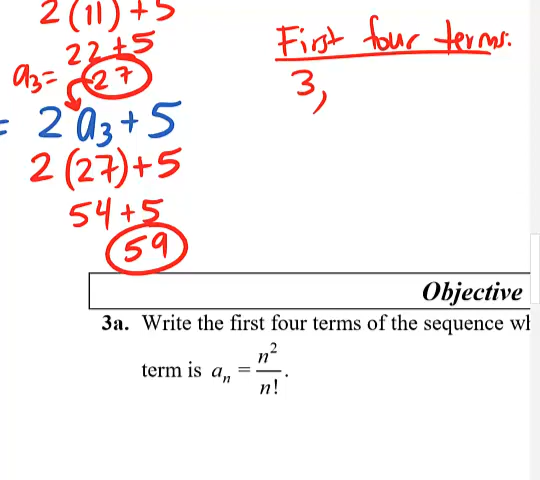 2(11)+5
22+5
a₃= 27
= 2a₃+5
2(27)+5
54+5
59
First four terms:
3,
Objective
3a. Write the first four terms of the sequence
term is aₙ = n²/n!.